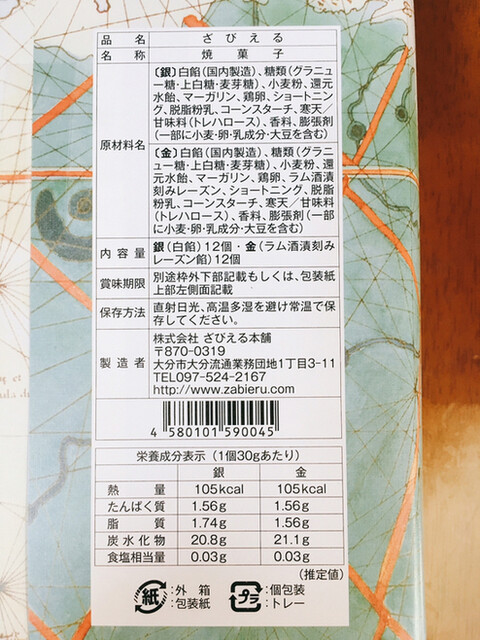 品名 ざびえる
名称 焼菓子
原材料名
〔銀〕白餡(国内製造)、糖類(グラニュ
ー糖・上白糖・麦芽糖)、小麦粉、還元
水飴、マーガリン、鶏卵、ショートニン
グ、脱脂粉乳、コーンスターチ、寒天/
甘味料(トレハロース)、香料、膨張剤
(一部に小麦・卵・乳成分・大豆を含む)
〔金〕白餡(国内製造)、糖類(グラニ
ュー糖・上白糖・麦芽糖)、小麦粉、還
元水飴、マーガリン、鶏卵、ラム酒漬
刻みレーズン、ショートニング、脱脂
粉乳、コーンスターチ、寒天/甘味料
(トレハロース)、香料、膨張剤(一部
に小麦・卵・乳成分・大豆を含む)
内容量 銀(白餡)12個・金(ラム酒漬刻み
レーズン餡)12個
賞味期限 別途枠外下部記載もしくは、包装紙
上部左側面記載
保存方法 直射日光、高温多湿を避け常温で保
存してください。
製造者 株式会社 ざびえる本舗
〒870-0319
大分市大分流通業務団地1丁目3-11
TEL097-524-2167
http://www.zabieru.com
4 580101 590045
栄養成分表示(1個30gあたり)
銀 金
熱量 105kcal 105kcal
たんぱく質 1.56g 1.56g
脂質 1.74g 1.56g
炭水化物 20.8g 21.1g
食塩相当量 0.03g 0.03g
(推定値)
紙 :外箱 :包装紙
プラ :個包装 :トレー